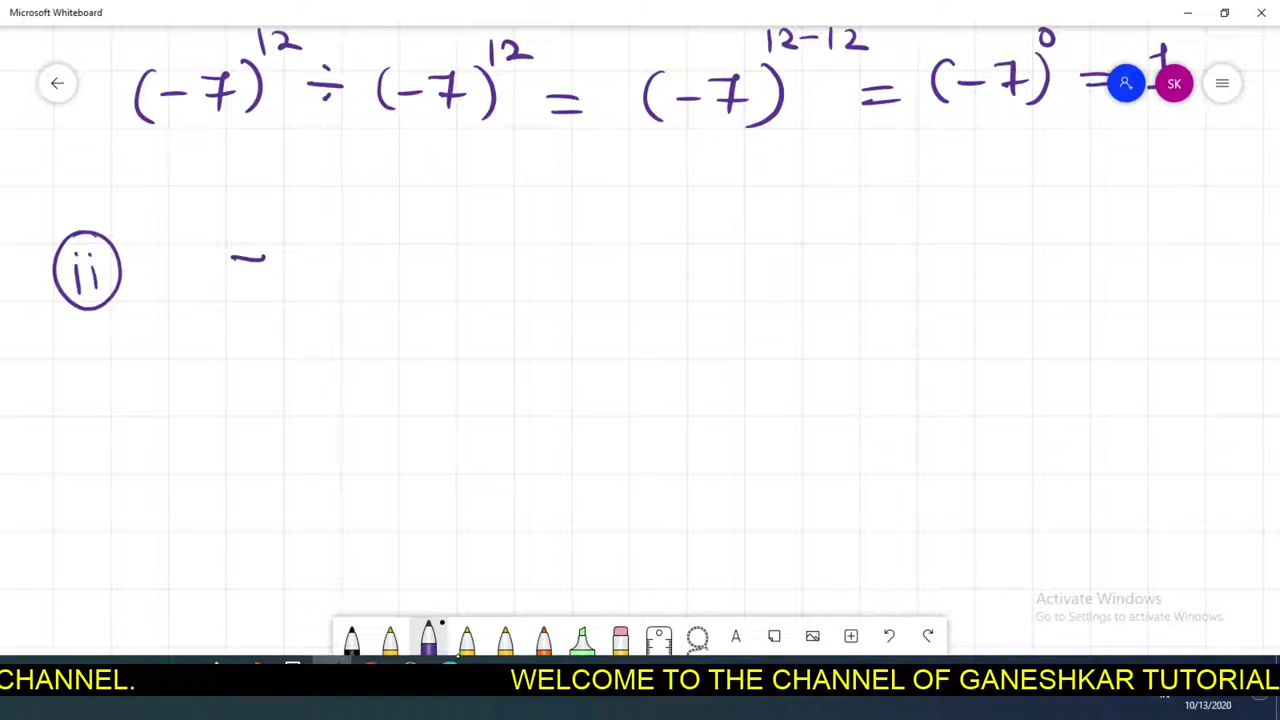 Microsoft Whiteboard
(-7)^12 ÷ (-7)^12 = (-7)^12-12 = (-7)^0 = 1
SK
ii -
Activate Windows
Go to Settings to activate Windows.
A
CHANNEL. WELCOME TO THE CHANNEL OF GANESHKAR TUTORIAL
10/13/2020